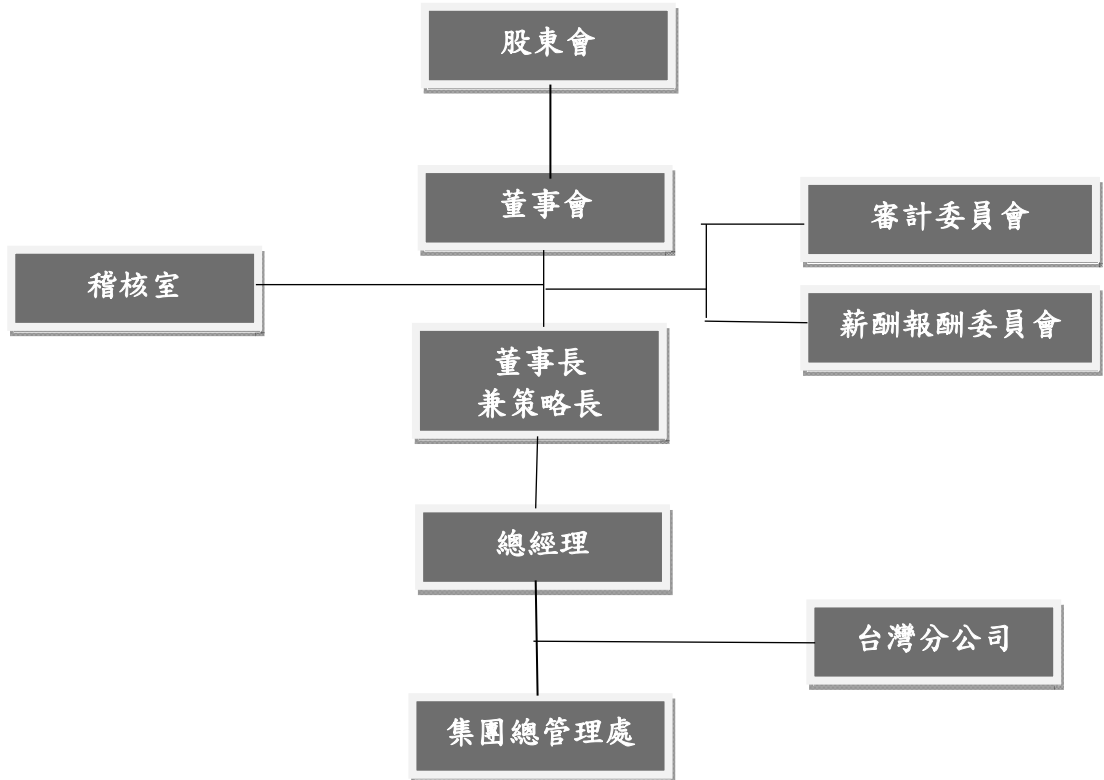 股東會
董事會
審計委員會
稽核室
薪酬報酬委員會
董事長
兼策略長
總經理
台灣分公司
集團總管理處